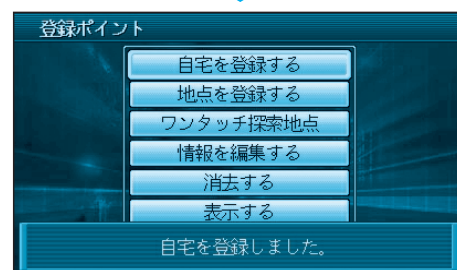 登録ポイント
自宅を登録する
地点を登録する
ワンタッチ探索地点
情報を編集する
消去する
表示する
自宅を登録しました。